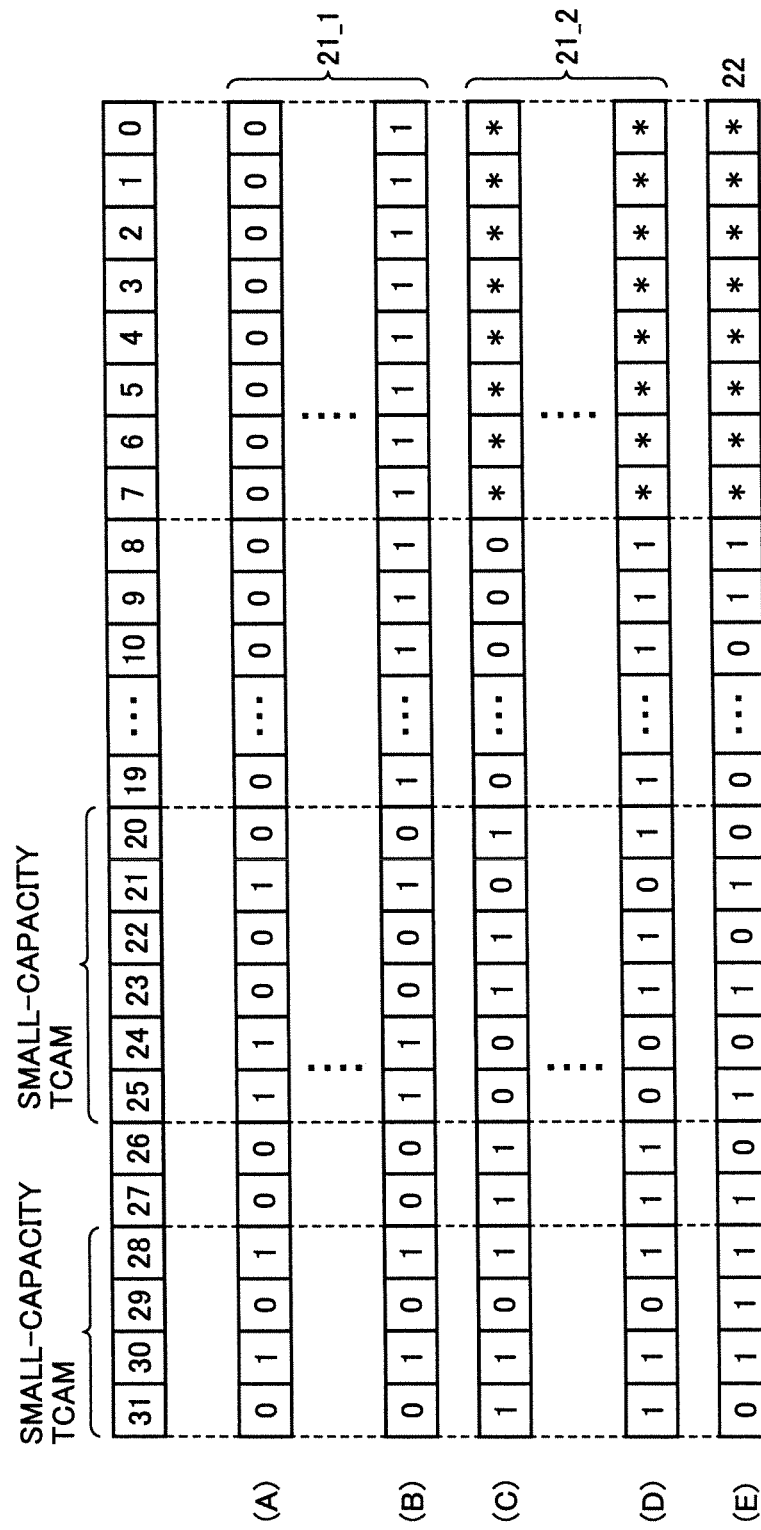 SMALL-CAPACITY
TCAM
SMALL-CAPACITY
TCAM
31 30 29 28 27 26 25 24 23 22 21 20 19 ... 10 9 8 7 6 5 4 3 2 1 0
(A) 0 1 0 1 0 0 1 1 0 0 1 0 0 ... 0 0 0 0 0 0 0 0 0 0 0
.... .... 21_1
(B) 0 1 0 1 0 0 1 1 0 0 1 0 1 ... 1 1 1 1 1 1 1 1 1 1 1
(C) 1 1 0 1 1 1 0 0 1 1 0 1 0 ... 0 0 0 * * * * * * * *
.... .... 21_2
(D) 1 1 0 1 1 1 0 0 1 1 0 1 1 ... 1 1 1 * * * * * * * *
(E) 0 1 1 1 1 0 1 0 1 0 1 0 0 ... 0 1 1 * * * * * * * * 22